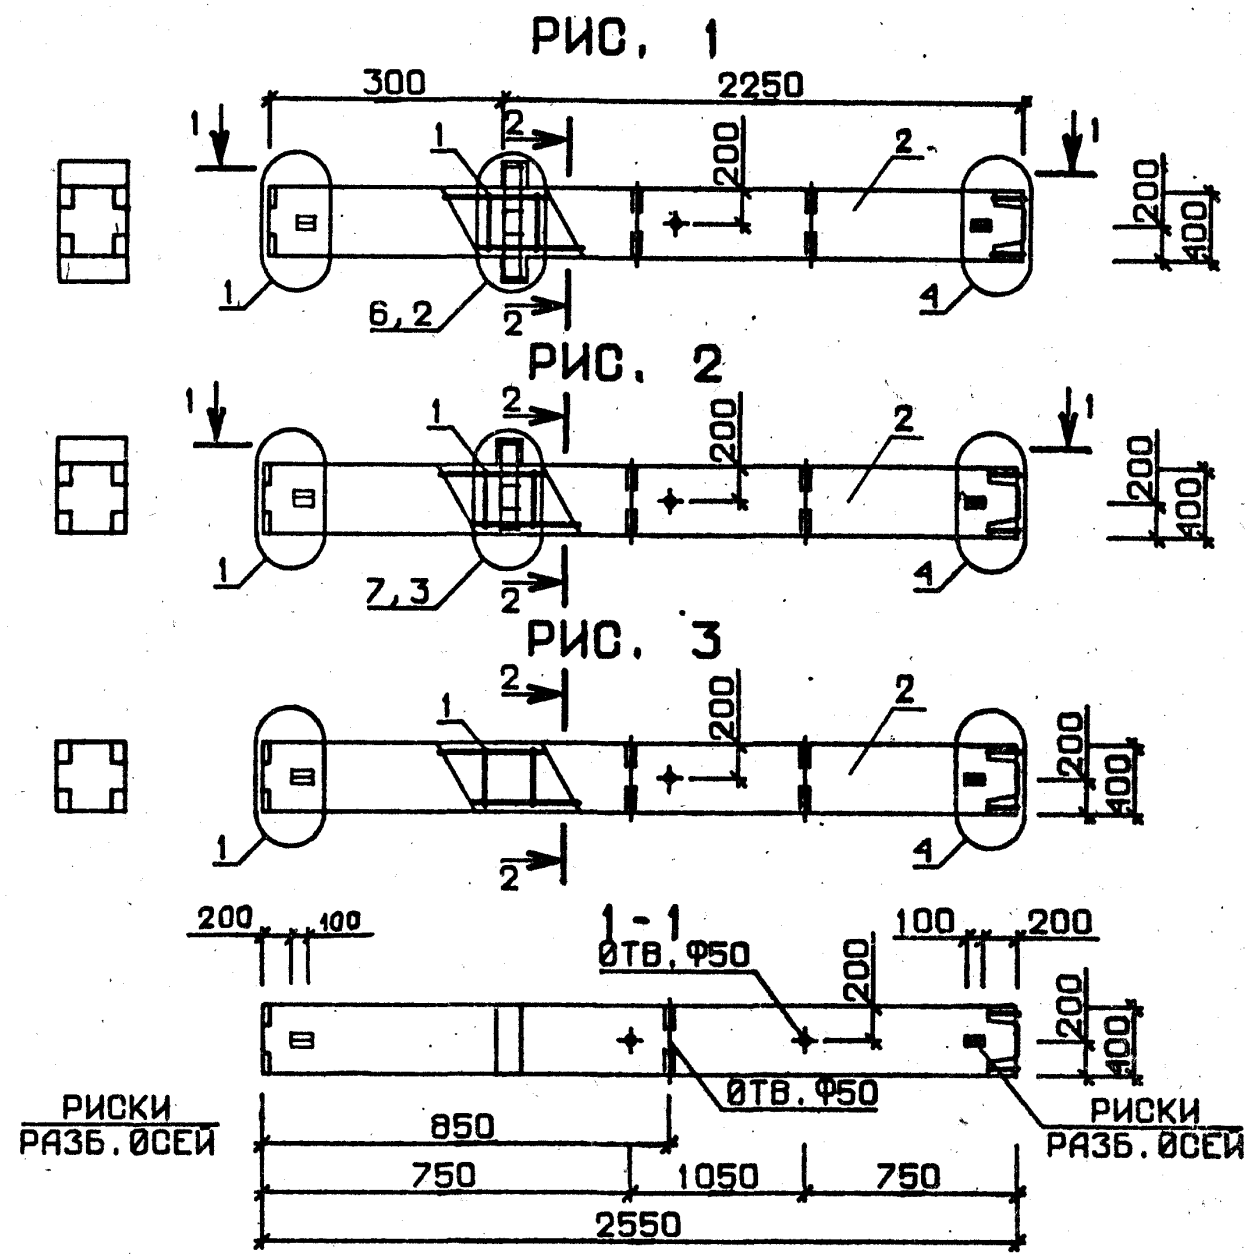 РИС. 1
300 2250
1 1 2 200 2 1
200
400
1 6,2 2 4
РИС. 2
1 1 2 200 2 1
200
400
1 7,3 2 4
РИС. 3
2
1 200 2
200
400
1 2 4
1-1
200 100 100 200
ОТВ. Ф50 200
200
400
ОТВ. Ф50
РИСКИ
РАЗБ. ОСЕЙ
РИСКИ
РАЗБ. ОСЕЙ
850
750 1050 750
2550